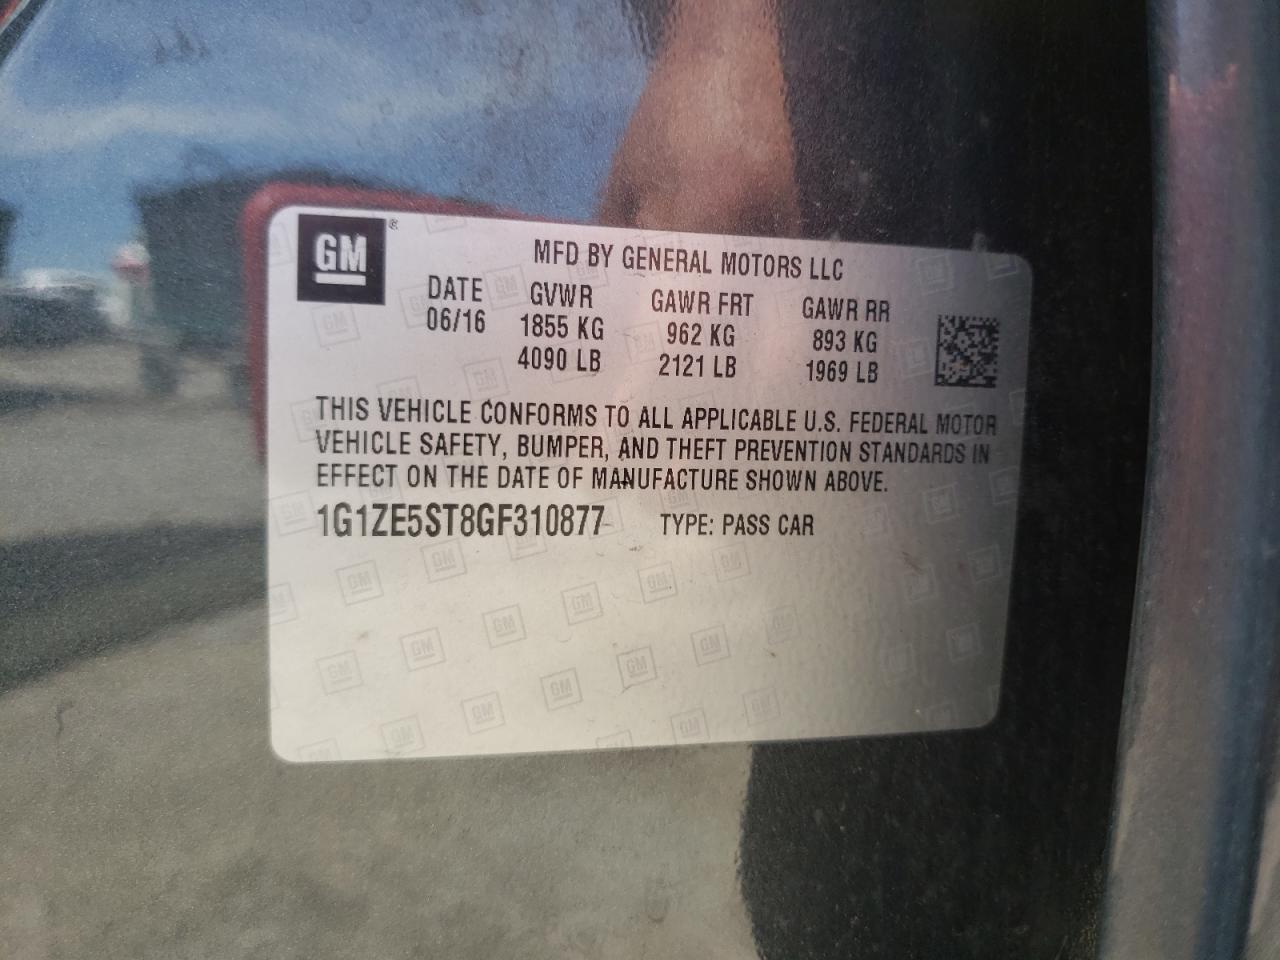 GM®
MFD BY GENERAL MOTORS LLC
DATE GVWR GAWR FRT GAWR RR
06/16 1855 KG 962 KG 893 KG
4090 LB 2121 LB 1969 LB
THIS VEHICLE CONFORMS TO ALL APPLICABLE U.S. FEDERAL MOTOR
VEHICLE SAFETY, BUMPER, AND THEFT PREVENTION STANDARDS IN
EFFECT ON THE DATE OF MANUFACTURE SHOWN ABOVE.
1G1ZE5ST8GF310877 TYPE: PASS CAR